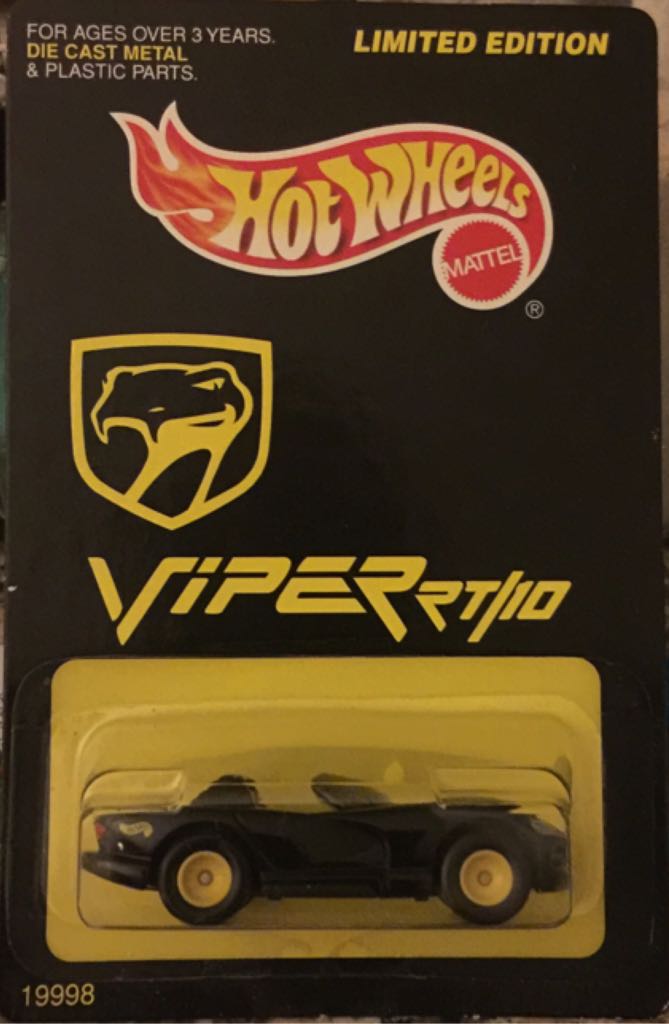 FOR AGES OVER 3 YEARS.
DIE CAST METAL
& PLASTIC PARTS.
LIMITED EDITION
HOT WHEELS
MATTEL
®
VIPER RT/10
19998